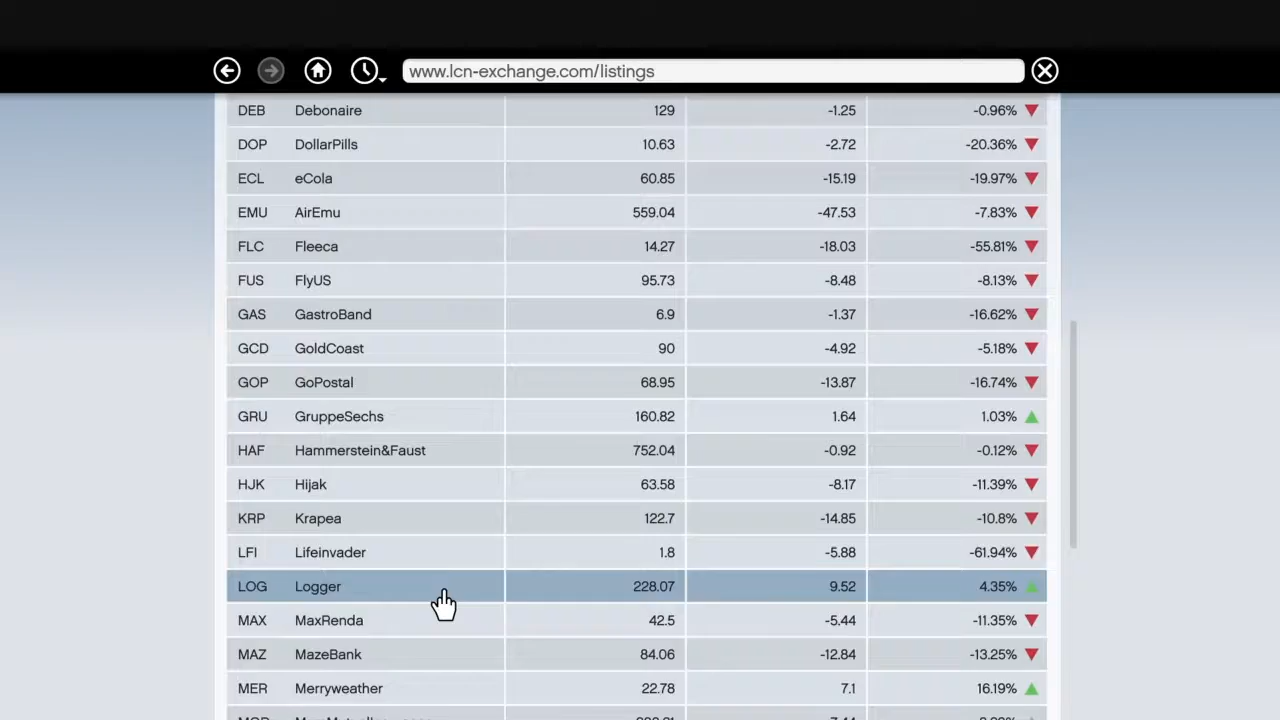 www.lcn-exchange.com/listings
DEB Debonaire 129 -1.25 -0.96%
DOP DollarPills 10.63 -2.72 -20.36%
ECL eCola 60.85 -15.19 -19.97%
EMU AirEmu 559.04 -47.53 -7.83%
FLC Fleeca 14.27 -18.03 -55.81%
FUS FlyUS 95.73 -8.48 -8.13%
GAS GastroBand 6.9 -1.37 -16.62%
GCD GoldCoast 90 -4.92 -5.18%
GOP GoPostal 68.95 -13.87 -16.74%
GRU GruppeSechs 160.82 1.64 1.03%
HAF Hammerstein&Faust 752.04 -0.92 -0.12%
HJK Hijak 63.58 -8.17 -11.39%
KRP Krapea 122.7 -14.85 -10.8%
LFI Lifeinvader 1.8 -5.88 -61.94%
LOG Logger 228.07 9.52 4.35%
MAX MaxRenda 42.5 -5.44 -11.35%
MAZ MazeBank 84.06 -12.84 -13.25%
MER Merryweather 22.78 7.1 16.19%